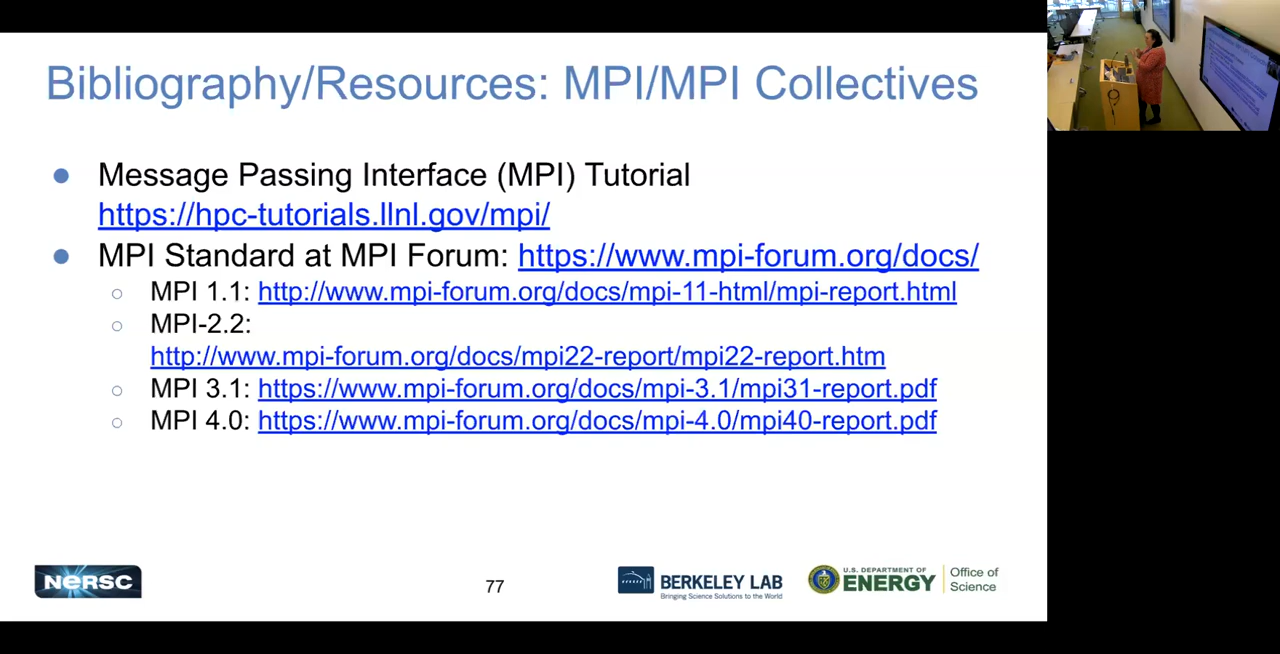 Bibliography/Resources: MPI/MPI Collectives
● Message Passing Interface (MPI) Tutorial
https://hpc-tutorials.llnl.gov/mpi/
● MPI Standard at MPI Forum: https://www.mpi-forum.org/docs/
○ MPI 1.1: http://www.mpi-forum.org/docs/mpi-11-html/mpi-report.html
○ MPI-2.2:
http://www.mpi-forum.org/docs/mpi22-report/mpi22-report.htm
○ MPI 3.1: https://www.mpi-forum.org/docs/mpi-3.1/mpi31-report.pdf
○ MPI 4.0: https://www.mpi-forum.org/docs/mpi-4.0/mpi40-report.pdf
NERSC
77
BERKELEY LAB
Bringing Science Solutions to the World
U.S. DEPARTMENT OF
ENERGY
Office of
Science